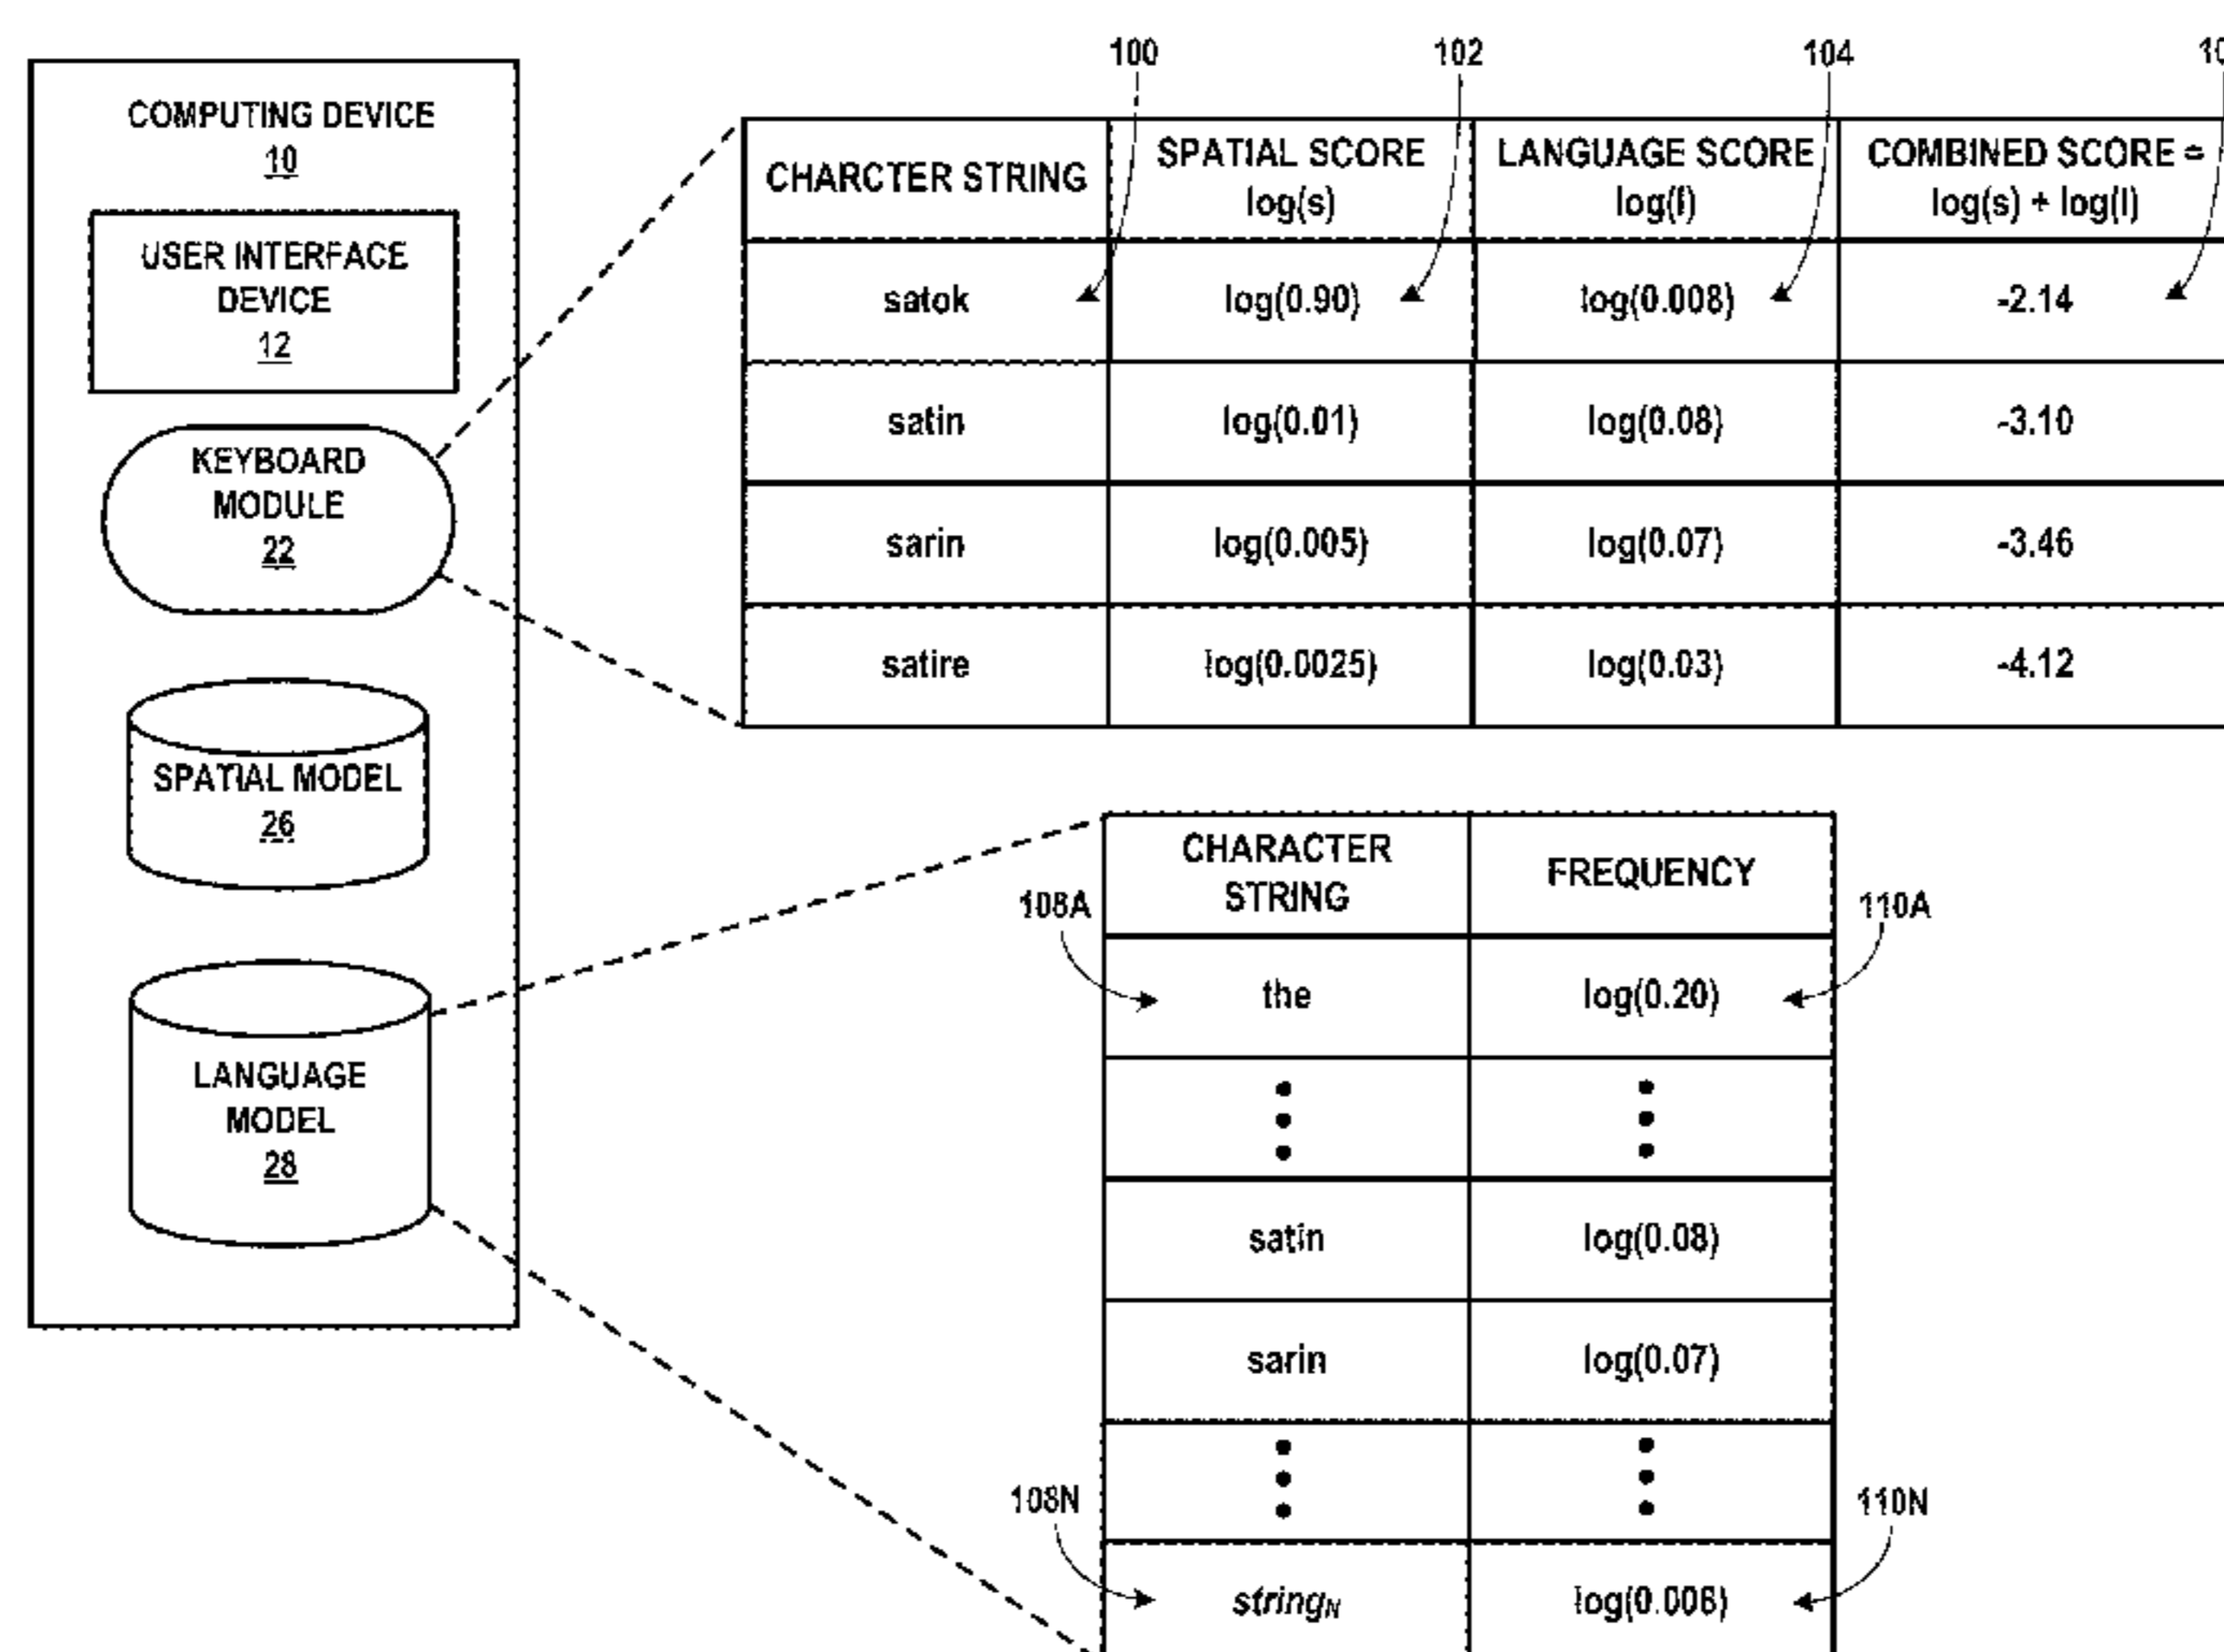 COMPUTING DEVICE
10
USER INTERFACE
DEVICE
12
KEYBOARD
MODULE
22
SPATIAL MODEL
26
LANGUAGE
MODEL
28
100
102
104
CHARCTER STRING
SPATIAL SCORE
log(s)
LANGUAGE SCORE
log(l)
COMBINED SCORE =
log(s) + log(l)
satok
log(0.90)
log(0.008)
-2.14
satin
log(0.01)
log(0.08)
-3.10
sarin
log(0.005)
log(0.07)
-3.46
satire
log(0.0025)
log(0.03)
-4.12
CHARACTER
STRING
FREQUENCY
108A
110A
the
log(0.20)
satin
log(0.08)
sarin
log(0.07)
108N
110N
stringN